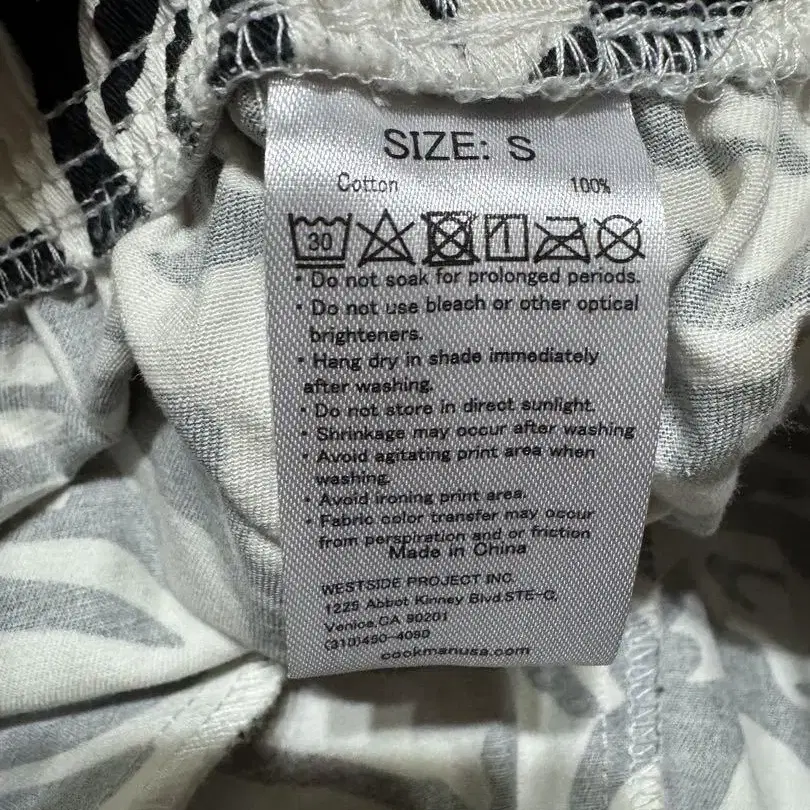 SIZE: S
Cotton 100%
30
• Do not soak for prolonged periods.
• Do not use bleach or other optical
brighteners.
• Hang dry in shade immediately
after washing.
• Do not store in direct sunlight.
• Shrinkage may occur after washing
• Avoid agitating print area when
washing.
• Avoid ironing print area.
• Fabric color transfer may occur
from perspiration and or friction
Made in China
WESTSIDE PROJECT INC.
1225 Abbot Kinney Blvd.STE-C,
Venice,CA 90201
(310)490-4090
cookmanusa.com